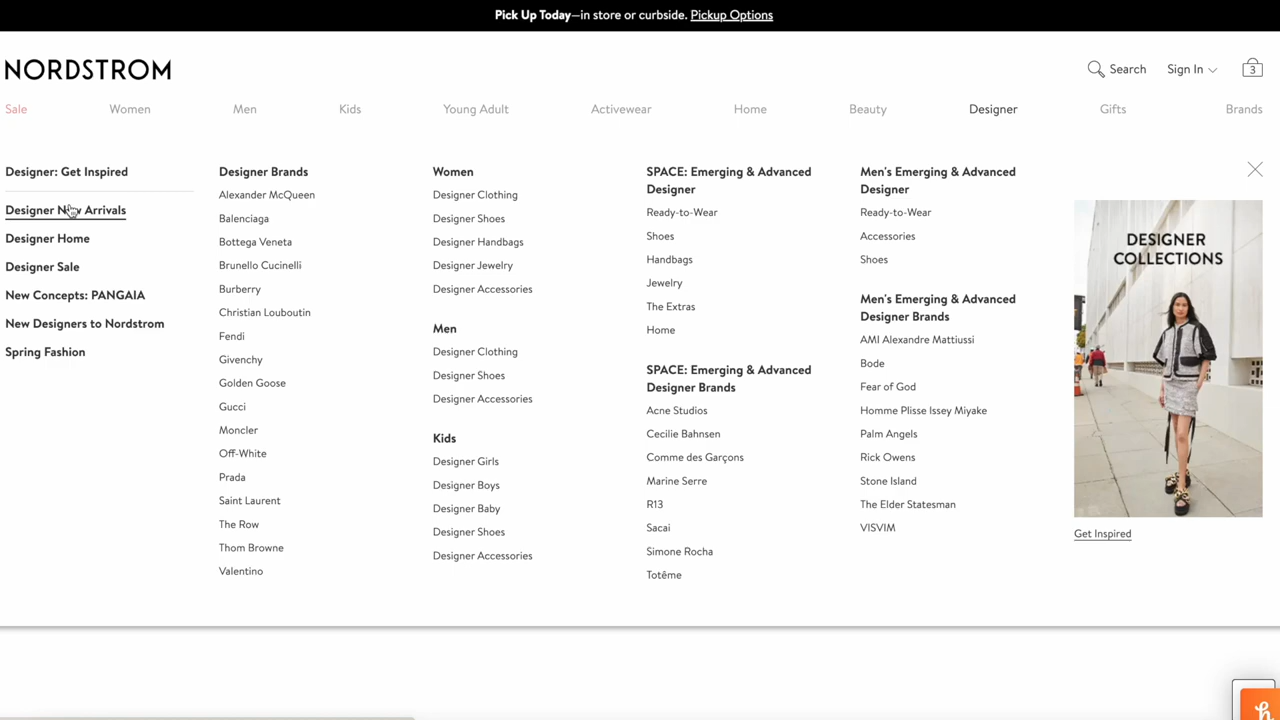 Pick Up Today—in store or curbside. Pickup Options
NORDSTROM
Search
Sign In
3
Sale
Women
Men
Kids
Young Adult
Activewear
Home
Beauty
Designer
Gifts
Brands
Designer: Get Inspired
Designer New Arrivals
Designer Home
Designer Sale
New Concepts: PANGAIA
New Designers to Nordstrom
Spring Fashion
Designer Brands
Alexander McQueen
Balenciaga
Bottega Veneta
Brunello Cucinelli
Burberry
Christian Louboutin
Fendi
Givenchy
Golden Goose
Gucci
Moncler
Off-White
Prada
Saint Laurent
The Row
Thom Browne
Valentino
Women
Designer Clothing
Designer Shoes
Designer Handbags
Designer Jewelry
Designer Accessories
Men
Designer Clothing
Designer Shoes
Designer Accessories
Kids
Designer Girls
Designer Boys
Designer Baby
Designer Shoes
Designer Accessories
SPACE: Emerging & Advanced
Designer
Ready-to-Wear
Shoes
Handbags
Jewelry
The Extras
Home
SPACE: Emerging & Advanced
Designer Brands
Acne Studios
Cecilie Bahnsen
Comme des Garçons
Marine Serre
R13
Sacai
Simone Rocha
Totême
Men's Emerging & Advanced
Designer
Ready-to-Wear
Accessories
Shoes
Men's Emerging & Advanced
Designer Brands
AMI Alexandre Mattiussi
Bode
Fear of God
Homme Plisse Issey Miyake
Palm Angels
Rick Owens
Stone Island
The Elder Statesman
VISVIM
DESIGNER
COLLECTIONS
Get Inspired
h